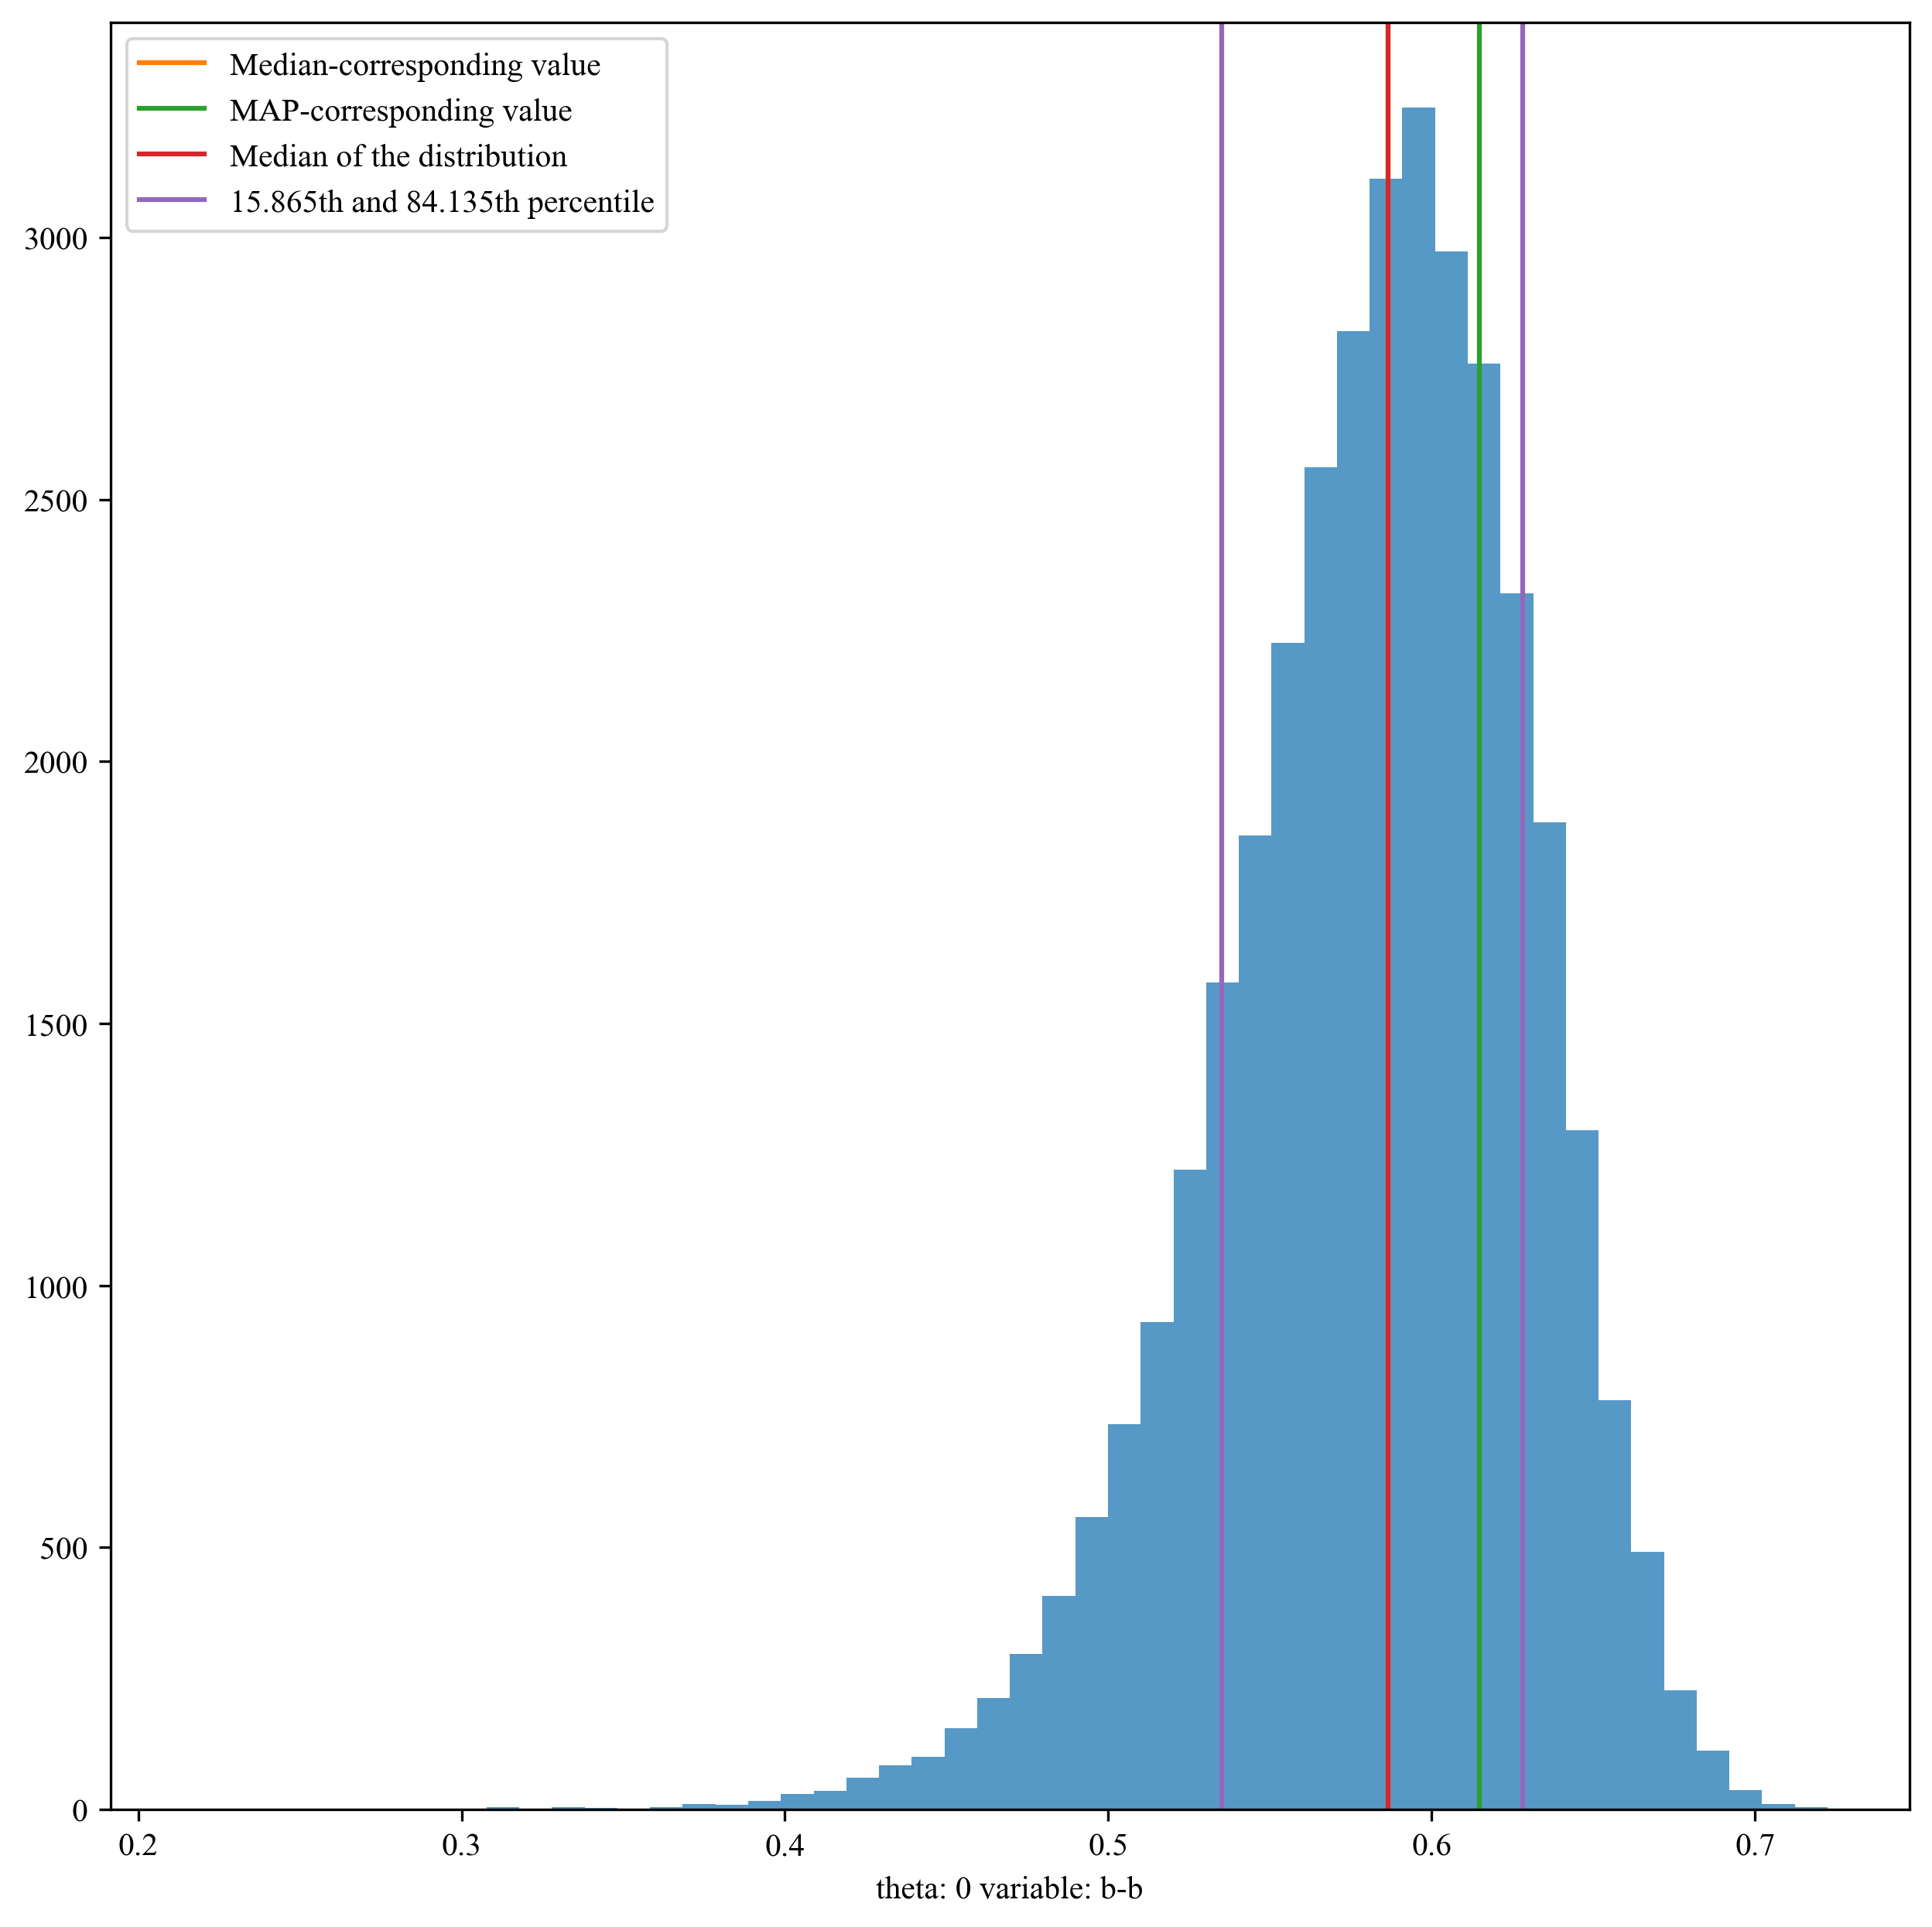 Median-corresponding value
MAP-corresponding value
Median of the distribution
15.865th and 84.135th percentile
3000
2500
2000
1500
1000
500
0
0.2 0.3 0.4 0.5 0.6 0.7
theta: 0 variable: b-b